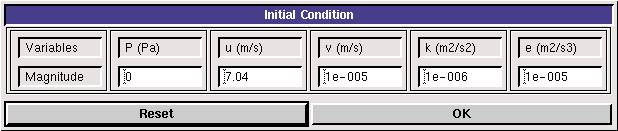 Initial Condition
Variables P (Pa) u (m/s) v (m/s) k (m2/s2) e (m2/s3)
Magnitude 0 7.04 1e-005 1e-006 1e-005
Reset OK